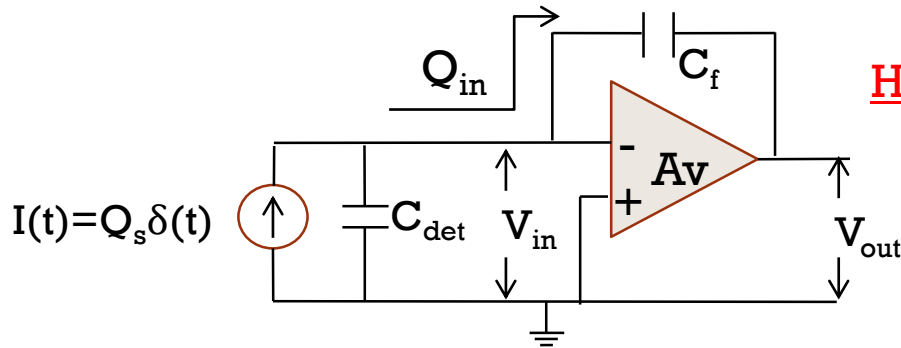 Q_in
C_f
H
-
Av
+
I(t)=Q_sδ(t)
C_det
V_in
V_out